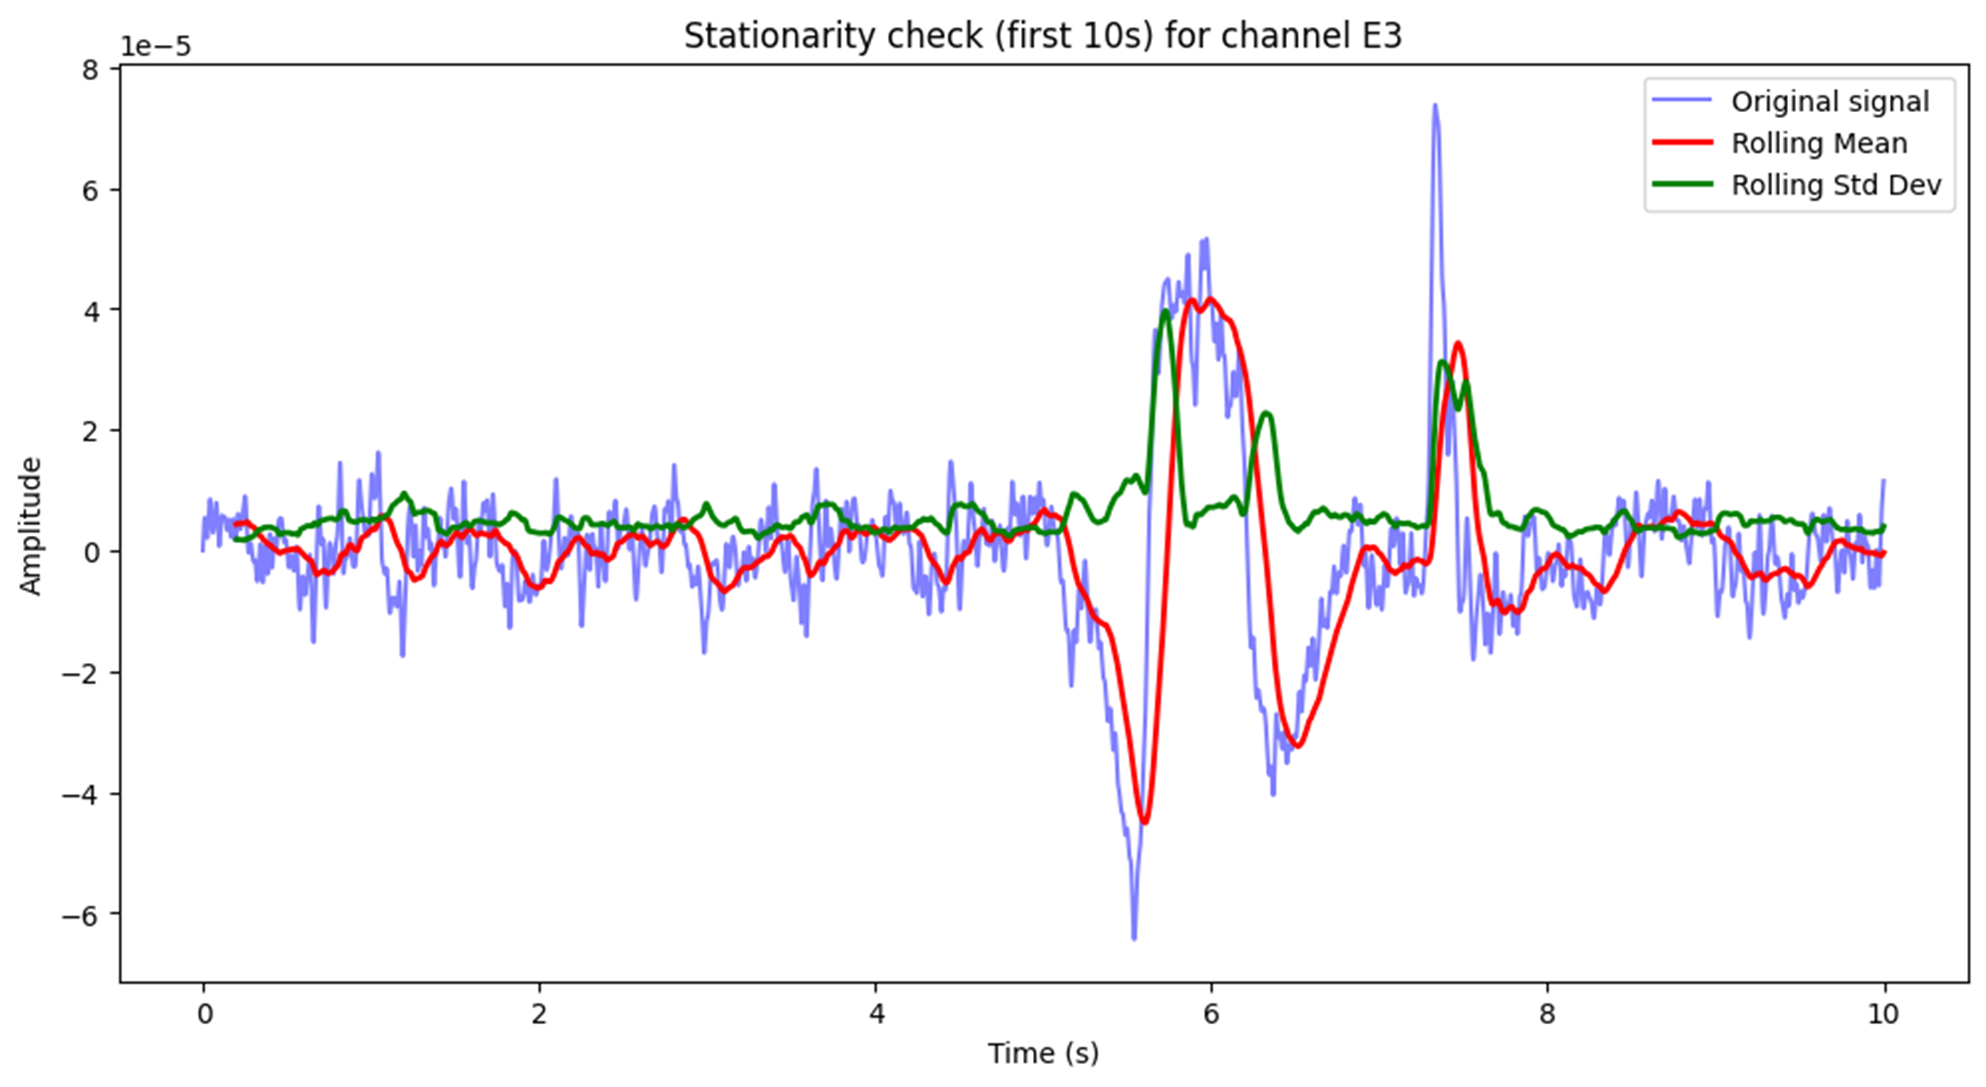 Stationarity check (first 10s) for channel E3
1e−5
8
6
4
2
0
−2
−4
−6
Amplitude
0 2 4 6 8 10
Time (s)
Original signal
Rolling Mean
Rolling Std Dev